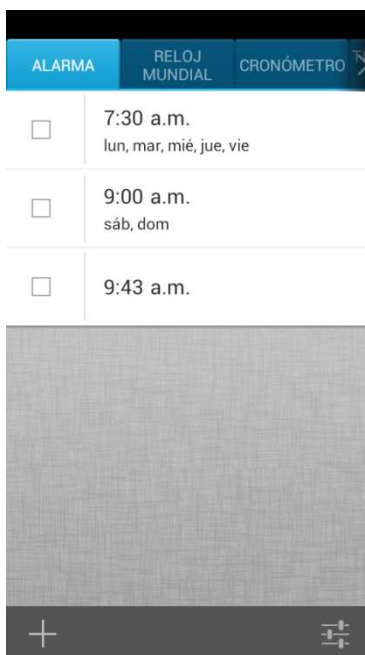 ALARMA
RELOJ
MUNDIAL
CRONÓMETRO
7:30 a.m.
lun, mar, mié, jue, vie
9:00 a.m.
sáb, dom
9:43 a.m.